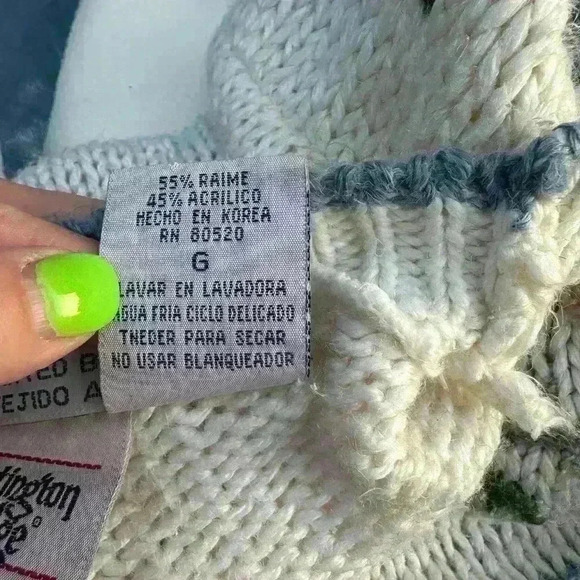 55% RAIME
45% ACRILICO
HECHO EN KOREA
RN 80520
G
LAVAR EN LAVADORA
AGUA FRIA CICLO DELICADO
TNEDER PARA SECAR
NO USAR BLANQUEADOR